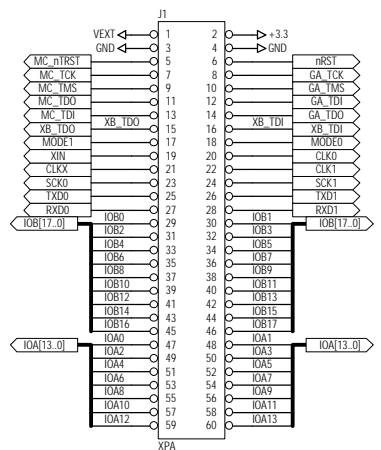 J1
VEXT 1 2 +3.3
GND 3 4 GND
MC_nTRST 5 6 nRST
MC_TCK 7 8 GA_TCK
MC_TMS 9 10 GA_TMS
MC_TDO 11 12 GA_TDI
MC_TDI 13 14 GA_TDO
XB_TDO XB_TDO 15 16 XB_TDI XB_TDI
MODE1 17 18 MODE0
XIN 19 20 CLK0
CLKX 21 22 CLK1
SCK0 23 24 SCK1
TXD0 25 26 TXD1
RXD0 27 28 RXD1
IOB[17..0] IOB0 29 30 IOB1 IOB[17..0]
IOB2 31 32 IOB3
IOB4 33 34 IOB5
IOB6 35 36 IOB7
IOB8 37 38 IOB9
IOB10 39 40 IOB11
IOB12 41 42 IOB13
IOB14 43 44 IOB15
IOB16 45 46 IOB17
IOA[13..0] IOA0 47 48 IOA1 IOA[13..0]
IOA2 49 50 IOA3
IOA4 51 52 IOA5
IOA6 53 54 IOA7
IOA8 55 56 IOA9
IOA10 57 58 IOA11
IOA12 59 60 IOA13
XPA